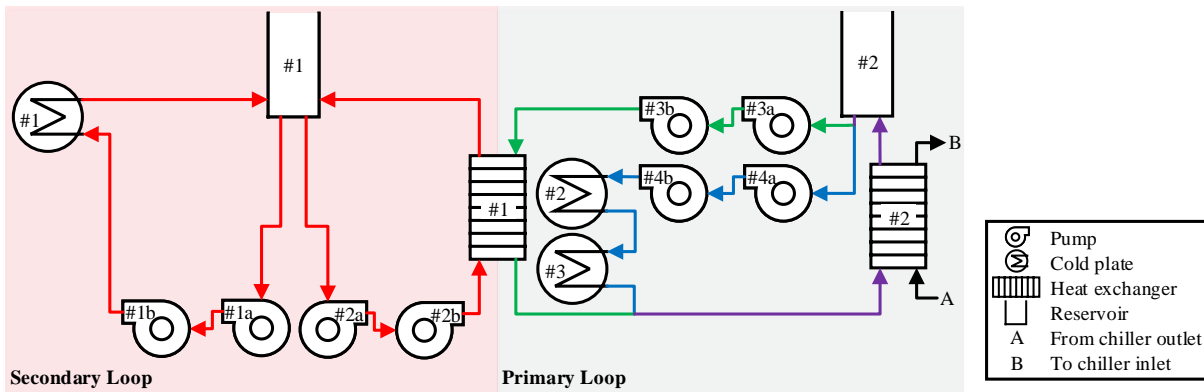 #1
#2
#3b
#3a
#1
B
#2
#4b
#4a
#1
#2
#3
#1b
#1a
#2a
#2b
A
Secondary Loop
Primary Loop
Pump
Cold plate
Heat exchanger
Reservoir
A From chiller outlet
B To chiller inlet